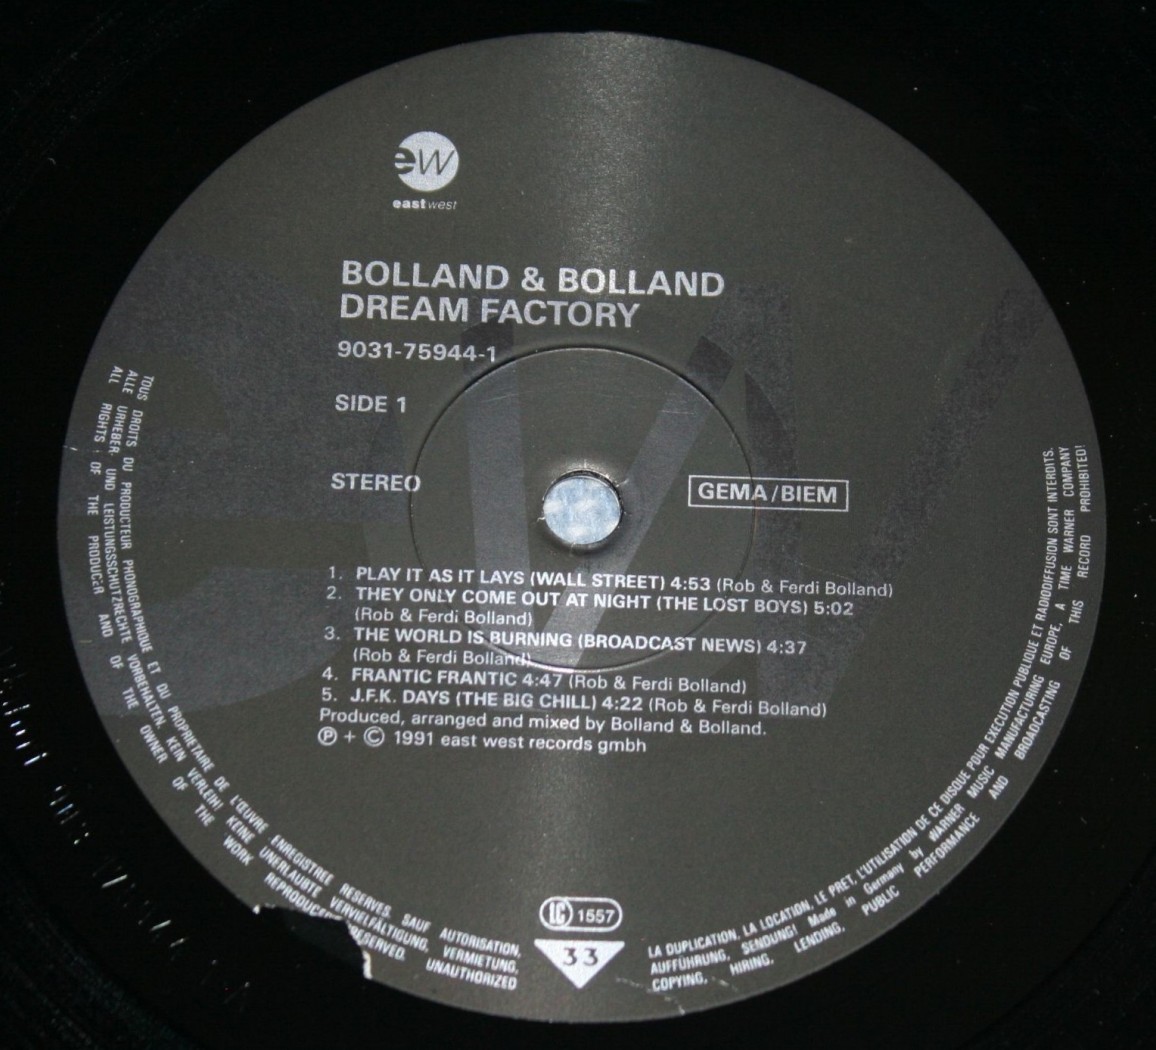 ew
eastwest
BOLLAND & BOLLAND
DREAM FACTORY
9031-75944-1
SIDE 1
STEREO
GEMA/BIEM
1. PLAY IT AS IT LAYS (WALL STREET) 4:53 (Rob & Ferdi Bolland)
2. THEY ONLY COME OUT AT NIGHT (THE LOST BOYS) 5:02
(Rob & Ferdi Bolland)
3. THE WORLD IS BURNING (BROADCAST NEWS) 4:37
(Rob & Ferdi Bolland)
4. FRANTIC FRANTIC 4:47 (Rob & Ferdi Bolland)
5. J.F.K. DAYS (THE BIG CHILL) 4:22 (Rob & Ferdi Bolland)
Produced, arranged and mixed by Bolland & Bolland.
Ⓟ + © 1991 east west records gmbh
TOUS DROITS DU PRODUCTEUR PHONOGRAPHIQUE ET DU PROPRIETAIRE DE L'ŒUVRE ENREGISTREE RESERVES. SAUF AUTORISATION,
LA DUPLICATION, LA LOCATION, LE PRET, L'UTILISATION DE CE DISQUE POUR EXECUTION PUBLIQUE ET RADIODIFFUSION SONT INTERDITS.
ALLE URHEBER. UND LEISTUNGSSCHUTZRECHTE VORBEHALTEN. KEIN VERLEIH! KEINE UNERLAUBTE VERVIELFÄLTIGUNG, VERMIETUNG,
AUFFÜHRUNG, SENDUNG! Made in Germany by WARNER MUSIC MANUFACTURING EUROPE, A TIME WARNER COMPANY
ALL RIGHTS OF THE PRODUCER AND OF THE OWNER OF THE WORK REPRODUCED RESERVED. UNAUTHORIZED
COPYING, HIRING, LENDING, PUBLIC PERFORMANCE AND BROADCASTING OF THIS RECORD PROHIBITED!
LC 1557
33